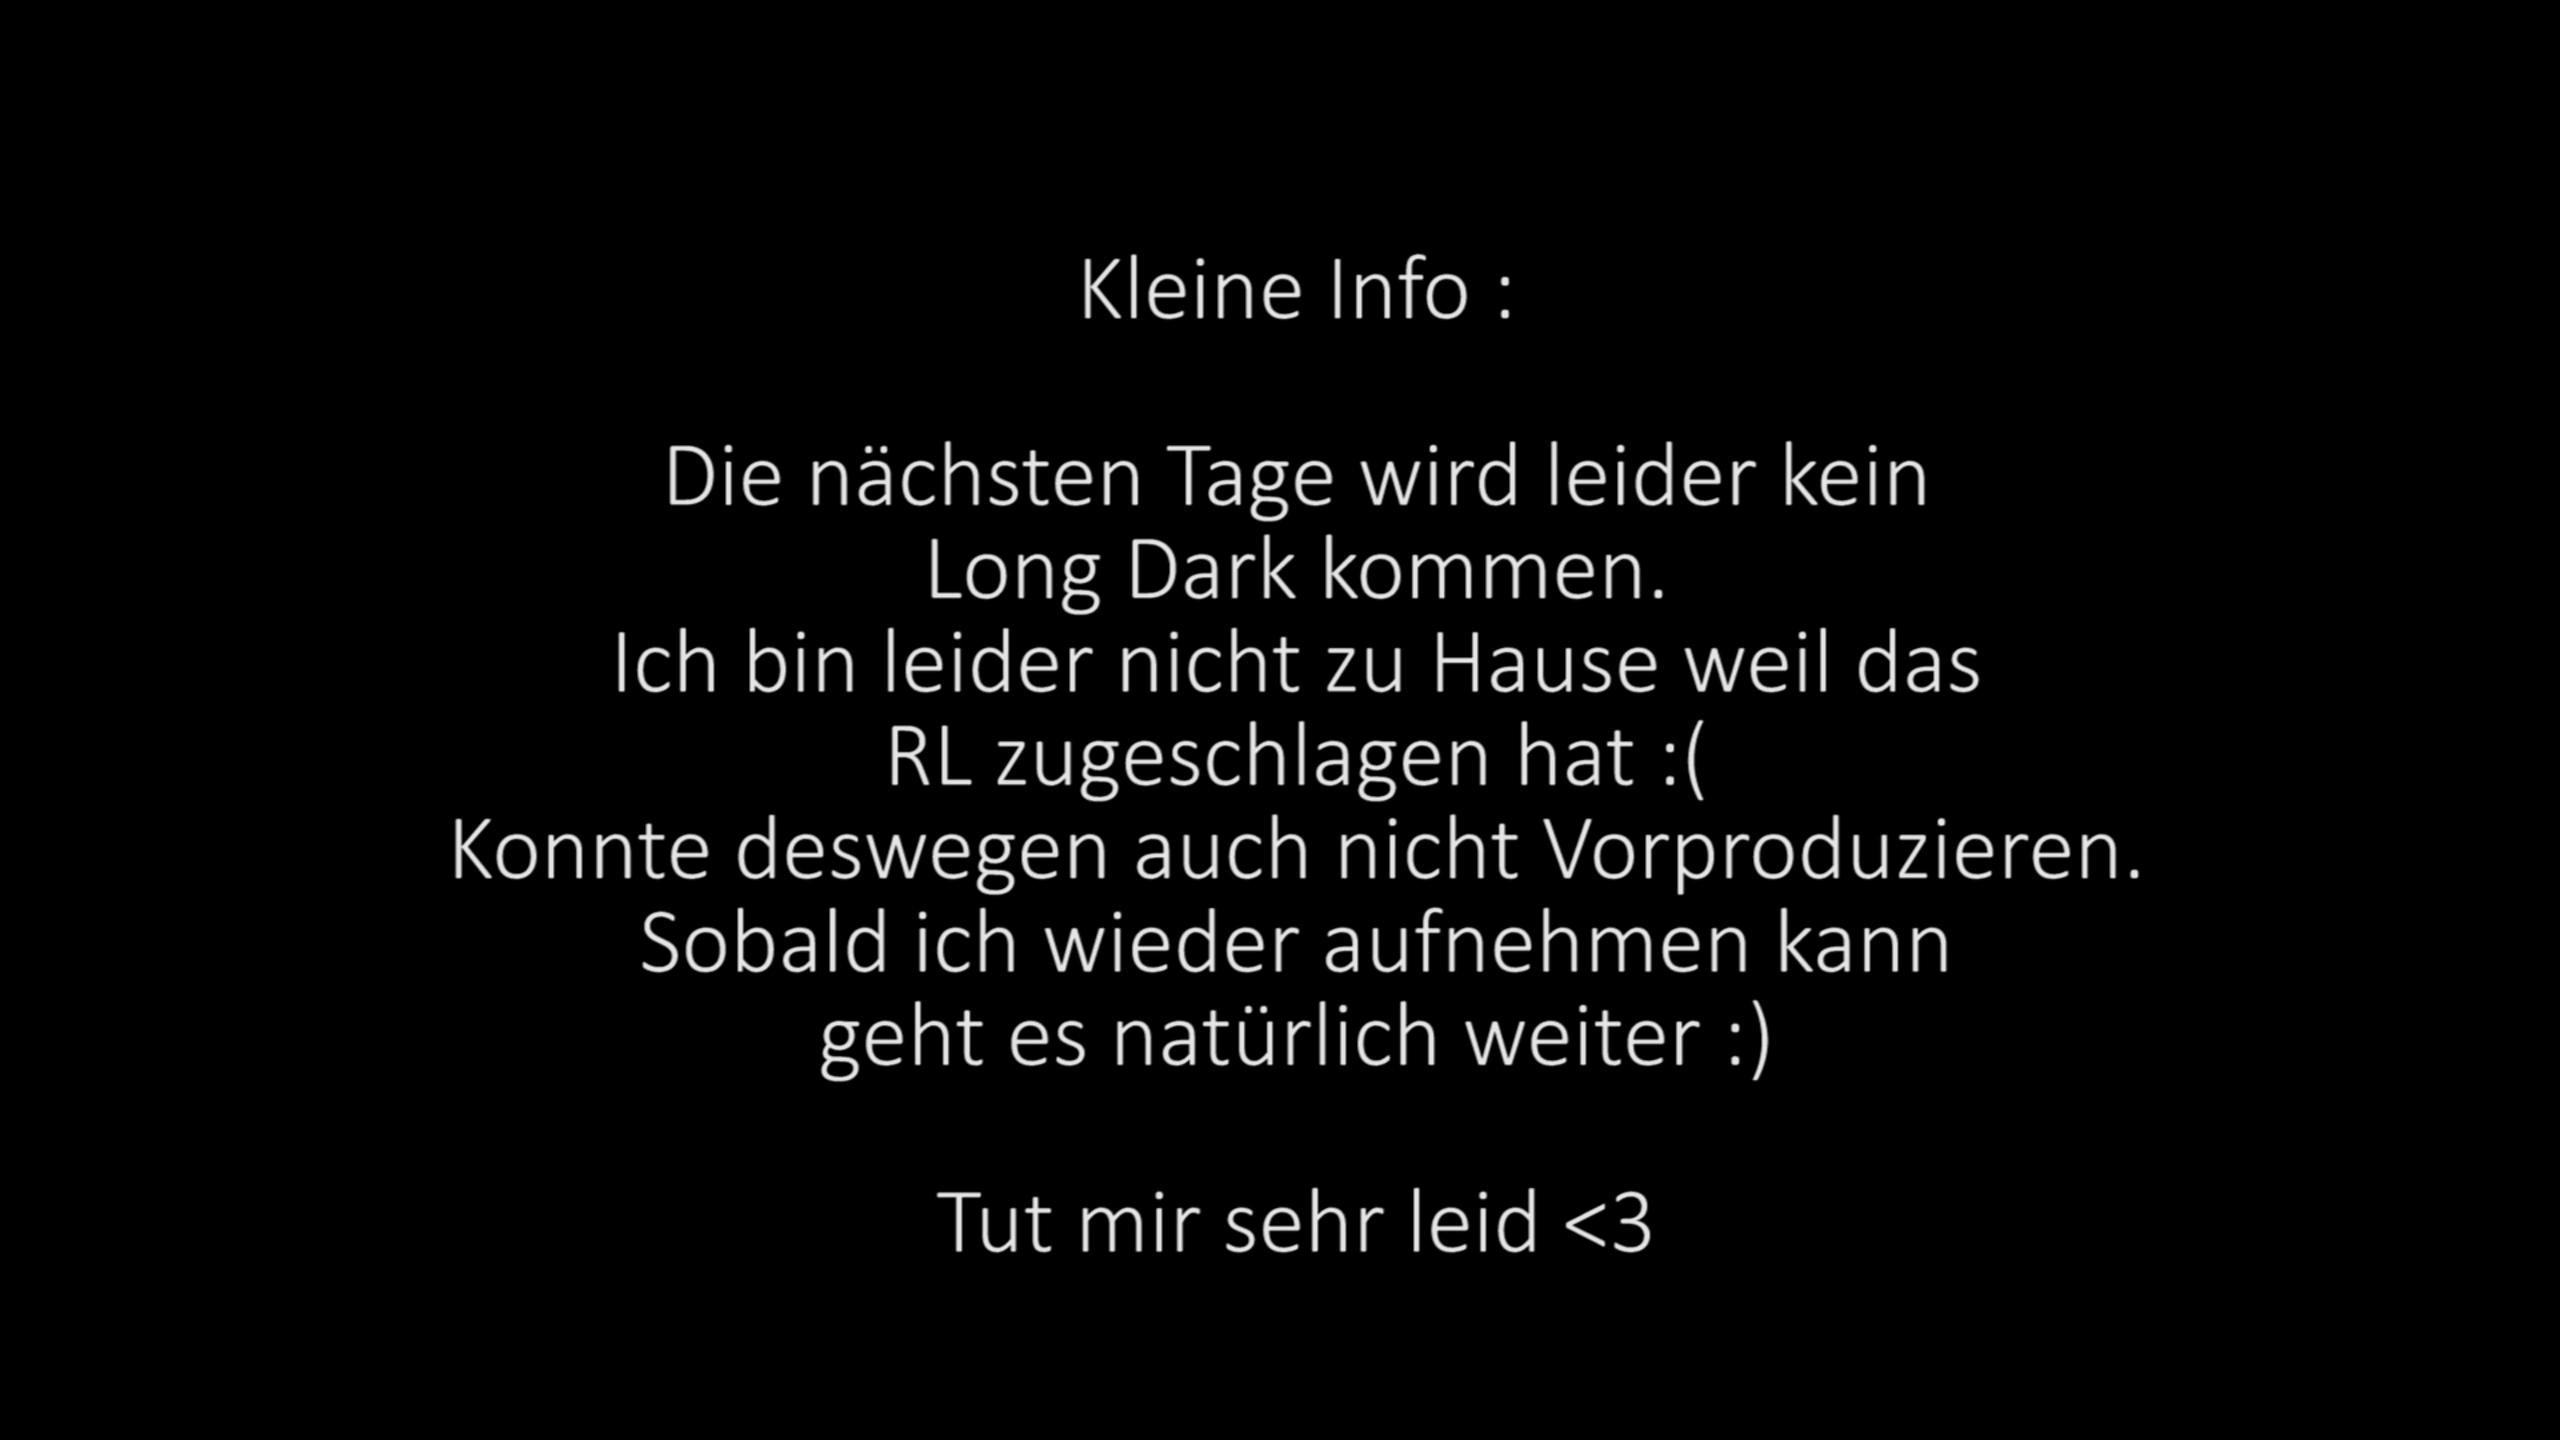 Kleine Info :
Die nächsten Tage wird leider kein
Long Dark kommen.
Ich bin leider nicht zu Hause weil das
RL zugeschlagen hat :(
Konnte deswegen auch nicht Vorproduzieren.
Sobald ich wieder aufnehmen kann
geht es natürlich weiter :)
Tut mir sehr leid <3